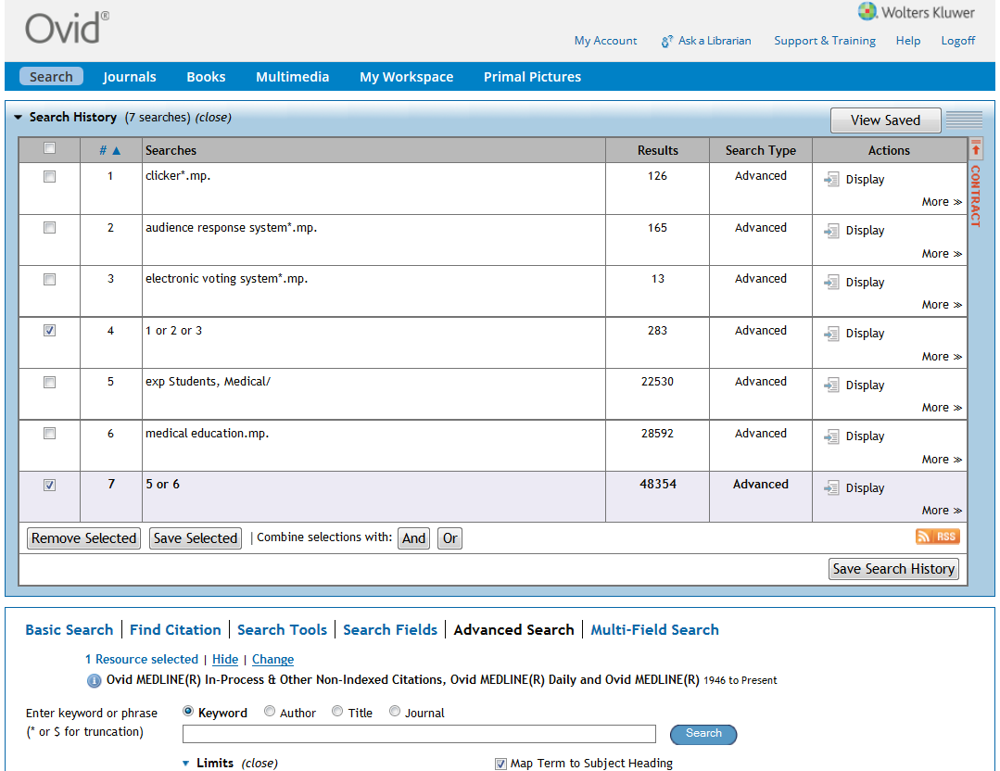 Ovid®
Wolters Kluwer
My Account Ask a Librarian Support & Training Help Logoff
Search Journals Books Multimedia My Workspace Primal Pictures
Search History (7 searches) (close)
View Saved
# ▲ Searches Results Search Type Actions
1 clicker*.mp. 126 Advanced Display
More ≫
2 audience response system*.mp. 165 Advanced Display
More ≫
3 electronic voting system*.mp. 13 Advanced Display
More ≫
4 1 or 2 or 3 283 Advanced Display
More ≫
5 exp Students, Medical/ 22530 Advanced Display
More ≫
6 medical education.mp. 28592 Advanced Display
More ≫
7 5 or 6 48354 Advanced Display
More ≫
CONTRACT
Remove Selected Save Selected | Combine selections with: And Or
RSS
Save Search History
Basic Search | Find Citation | Search Tools | Search Fields | Advanced Search | Multi-Field Search
1 Resource selected | Hide | Change
Ovid MEDLINE(R) In-Process & Other Non-Indexed Citations, Ovid MEDLINE(R) Daily and Ovid MEDLINE(R) 1946 to Present
Enter keyword or phrase
(* or $ for truncation)
Keyword Author Title Journal
Search
Limits (close)
Map Term to Subject Heading